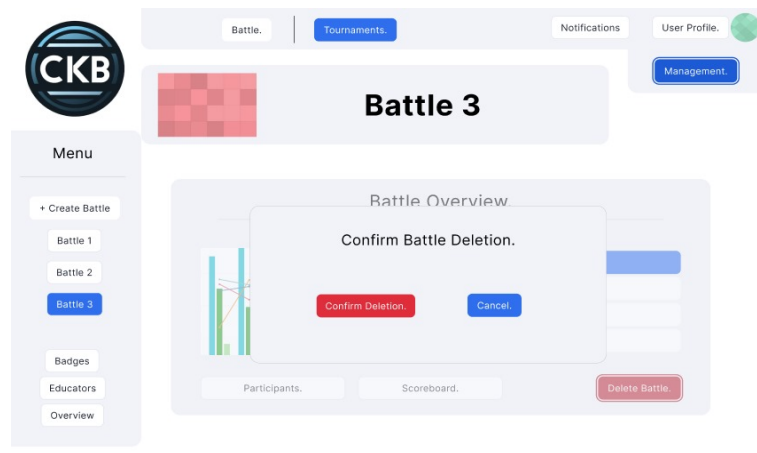 CKB
Battle.
Tournaments.
Notifications
User Profile.
Management.
Battle 3
Menu
+ Create Battle
Battle 1
Battle 2
Battle 3
Badges
Educators
Overview
Battle Overview.
Confirm Battle Deletion.
Confirm Deletion.
Cancel.
Participants.
Scoreboard.
Delete Battle.